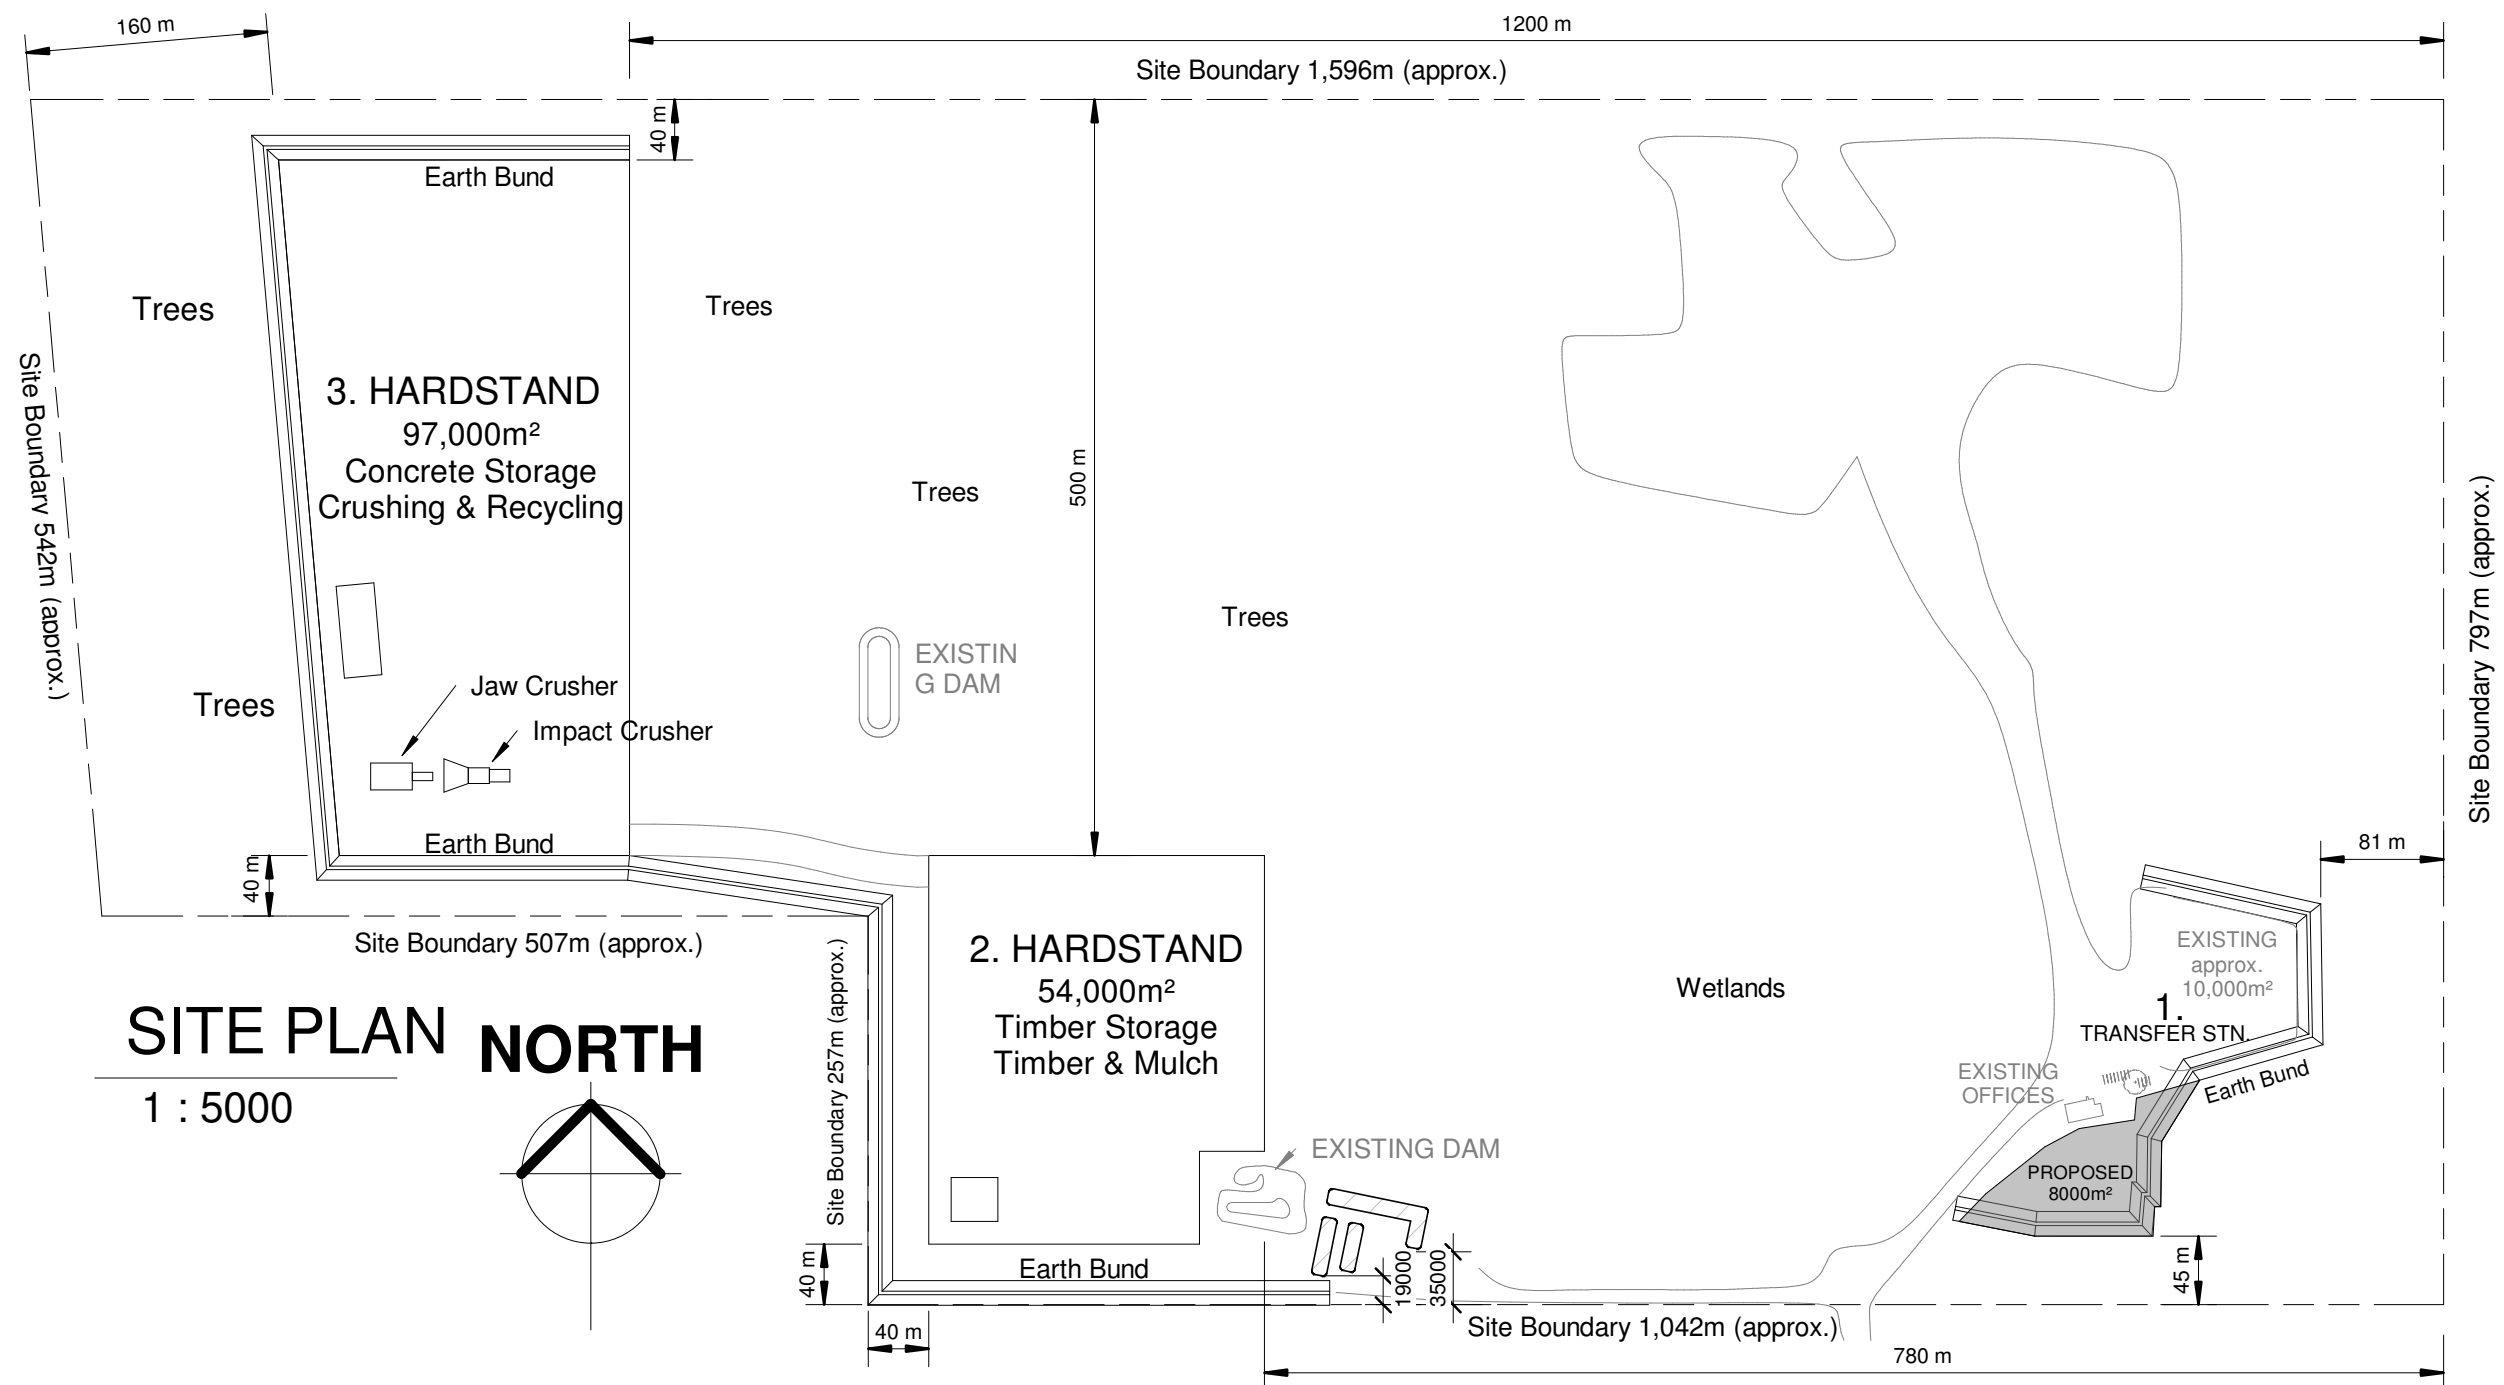 160 m
1200 m
Site Boundary 1,596m (approx.)
40 m
Earth Bund
Trees
Trees
Site Boundary 542m (approx.)
3. HARDSTAND
97,000m²
Concrete Storage
Crushing & Recycling
Trees
500 m
Trees
Site Boundary 797m (approx.)
EXISTIN
G DAM
Jaw Crusher
Trees
Impact Crusher
Earth Bund
40 m
81 m
Site Boundary 507m (approx.)
Site Boundary 257m (approx.)
2. HARDSTAND
54,000m²
Timber Storage
Timber & Mulch
Wetlands
EXISTING
approx.
10,000m²
1.
TRANSFER STN.
EXISTING
OFFICES
Earth Bund
SITE PLAN
1 : 5000
NORTH
EXISTING DAM
PROPOSED
8000m²
40 m
Earth Bund
19000
35000
45 m
40 m
Site Boundary 1,042m (approx.)
780 m